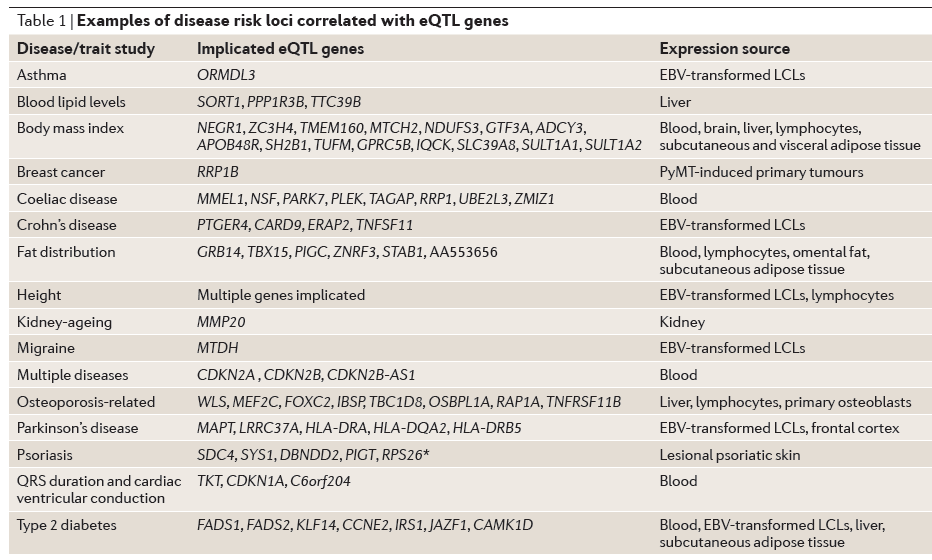 Table 1 | Examples of disease risk loci correlated with eQTL genes
Disease/trait study Implicated eQTL genes Expression source
Asthma ORMDL3 EBV-transformed LCLs
Blood lipid levels SORT1, PPP1R3B, TTC39B Liver
Body mass index NEGR1, ZC3H4, TMEM160, MTCH2, NDUFS3, GTF3A, ADCY3, Blood, brain, liver, lymphocytes,
APOB48R, SH2B1, TUFM, GPRC5B, IQCK, SLC39A8, SULT1A1, SULT1A2 subcutaneous and visceral adipose tissue
Breast cancer RRP1B PyMT-induced primary tumours
Coeliac disease MMEL1, NSF, PARK7, PLEK, TAGAP, RRP1, UBE2L3, ZMIZ1 Blood
Crohn's disease PTGER4, CARD9, ERAP2, TNFSF11 EBV-transformed LCLs
Fat distribution GRB14, TBX15, PIGC, ZNRF3, STAB1, AA553656 Blood, lymphocytes, omental fat,
subcutaneous adipose tissue
Height Multiple genes implicated EBV-transformed LCLs, lymphocytes
Kidney-ageing MMP20 Kidney
Migraine MTDH EBV-transformed LCLs
Multiple diseases CDKN2A , CDKN2B, CDKN2B-AS1 Blood
Osteoporosis-related WLS, MEF2C, FOXC2, IBSP, TBC1D8, OSBPL1A, RAP1A, TNFRSF11B Liver, lymphocytes, primary osteoblasts
Parkinson's disease MAPT, LRRC37A, HLA-DRA, HLA-DQA2, HLA-DRB5 EBV-transformed LCLs, frontal cortex
Psoriasis SDC4, SYS1, DBNDD2, PIGT, RPS26* Lesional psoriatic skin
QRS duration and cardiac TKT, CDKN1A, C6orf204 Blood
ventricular conduction
Type 2 diabetes FADS1, FADS2, KLF14, CCNE2, IRS1, JAZF1, CAMK1D Blood, EBV-transformed LCLs, liver,
subcutaneous adipose tissue